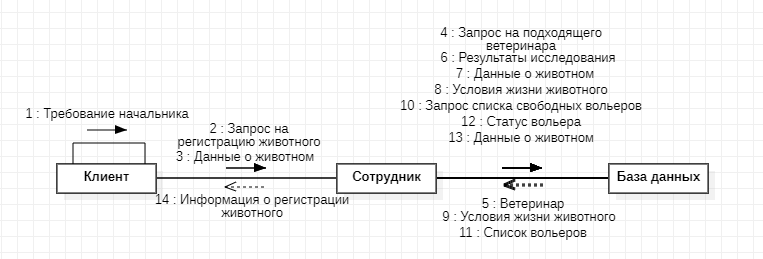 4 : Запрос на подходящего
ветеринара
6 : Результаты исследования
7 : Данные о животном
8 : Условия жизни животного
10 : Запрос списка свободных вольеров
12 : Статус вольера
13 : Данные о животном
1 : Требование начальника
2 : Запрос на
регистрацию животного
3 : Данные о животном
Клиент
Сотрудник
База данных
14 : Информация о регистрации
животного
5 : Ветеринар
9 : Условия жизни животного
11 : Список вольеров